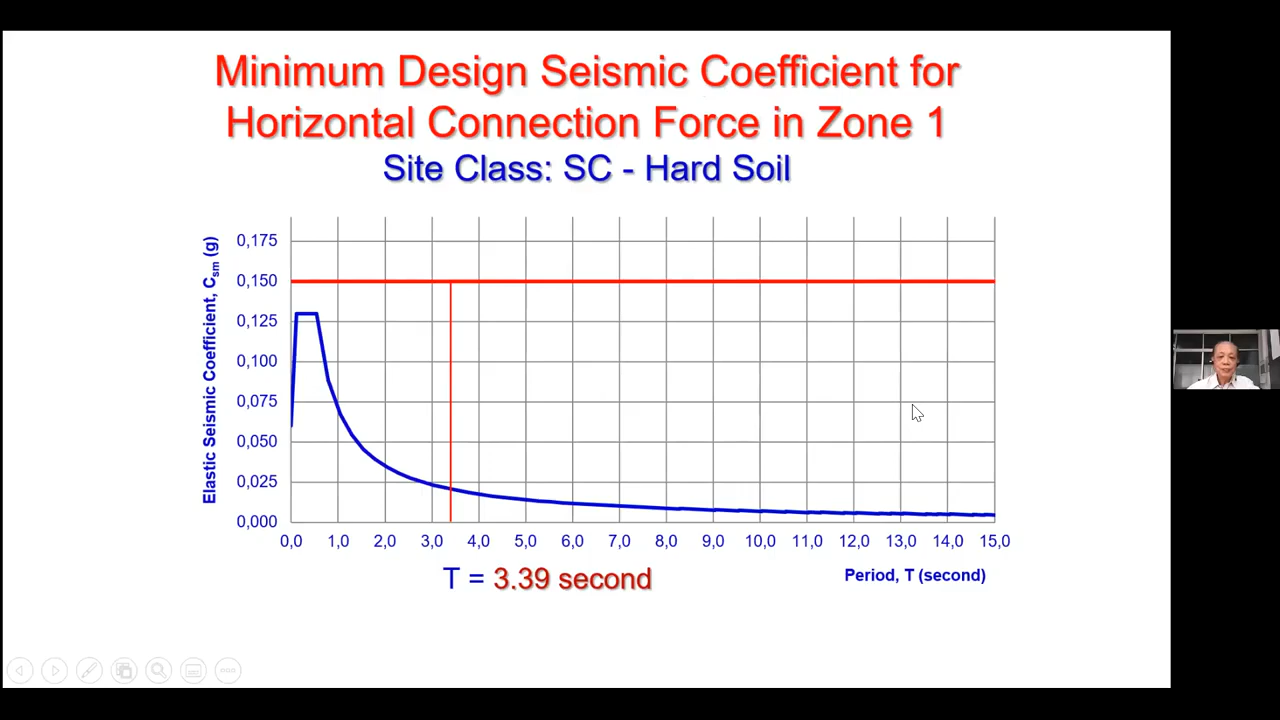 Minimum Design Seismic Coefficient for
Horizontal Connection Force in Zone 1
Site Class: SC - Hard Soil
Elastic Seismic Coefficient, Csm (g)
0,175
0,150
0,125
0,100
0,075
0,050
0,025
0,000
0,0 1,0 2,0 3,0 4,0 5,0 6,0 7,0 8,0 9,0 10,0 11,0 12,0 13,0 14,0 15,0
T = 3.39 second
Period, T (second)